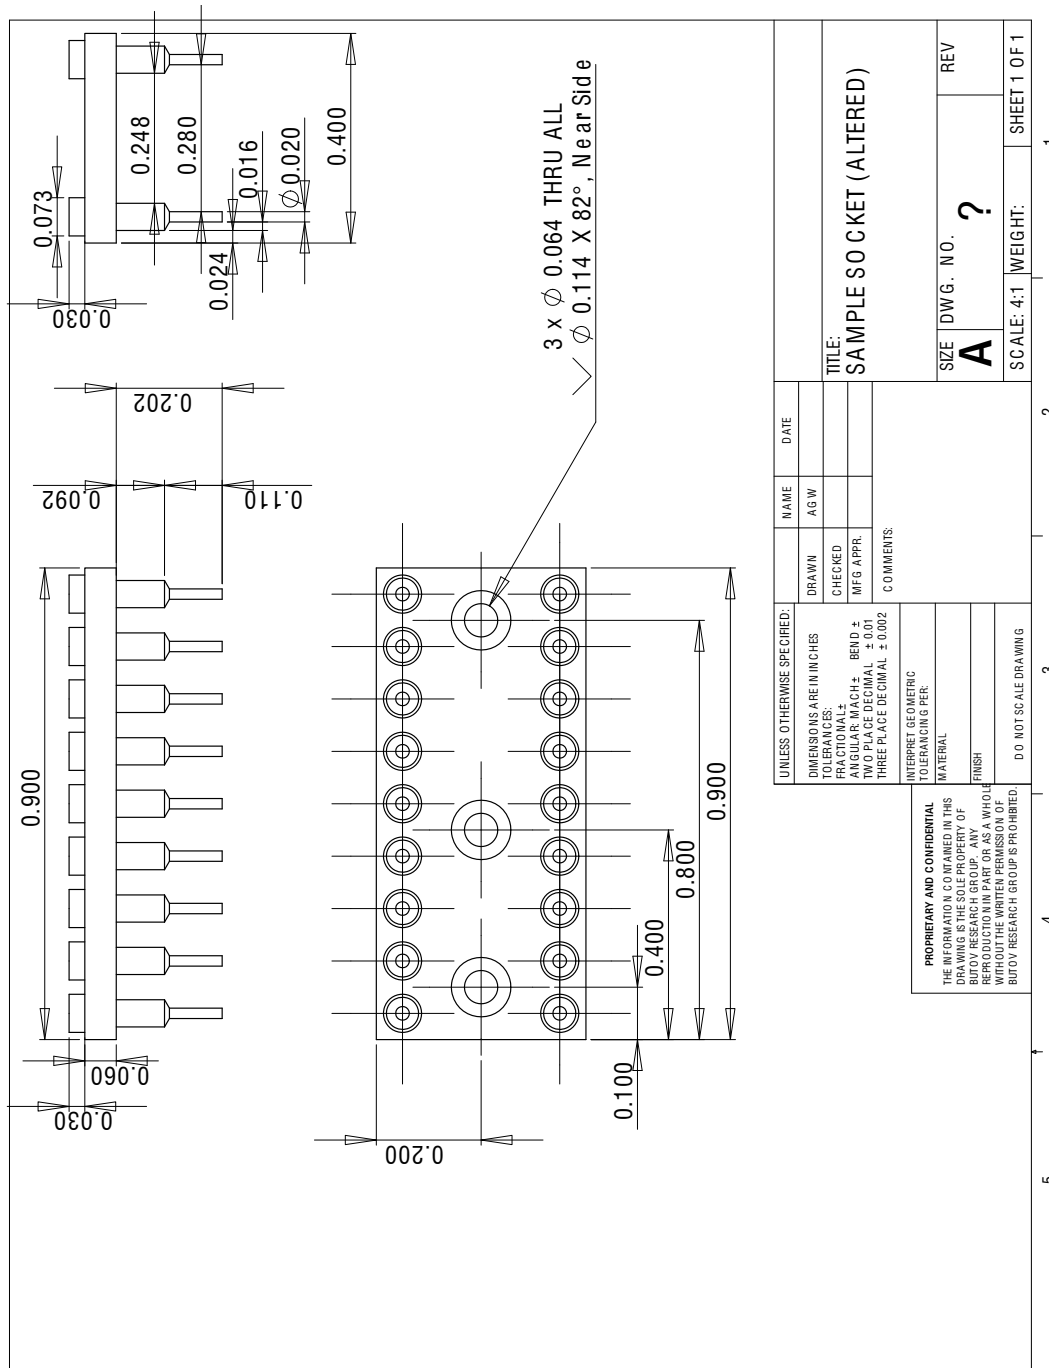 0.900
0.030
0.060
0.092
0.110
0.202
0.030
0.073
0.248
0.280
0.016
0.024
Ø 0.020
0.400
3 x Ø 0.064 THRU ALL
Ø 0.114 X 82°, Near Side
0.200
0.100
0.400
0.800
0.900
PROPRIETARY AND CONFIDENTIAL
THE INFORMATION CONTAINED IN THIS
DRAWING IS THE SOLE PROPERTY OF
BUTOV RESEARCH GROUP. ANY
REPRODUCTION IN PART OR AS A WHOLE
WITHOUT THE WRITTEN PERMISSION OF
BUTOV RESEARCH GROUP IS PROHIBITED.
UNLESS OTHERWISE SPECIFIED:
DIMENSIONS ARE IN INCHES
TOLERANCES:
FRACTIONAL ±
ANGULAR: MACH ± BEND ±
TWO PLACE DECIMAL ± 0.01
THREE PLACE DECIMAL ± 0.002
INTERPRET GEOMETRIC
TOLERANCING PER:
MATERIAL
FINISH
DO NOT SCALE DRAWING
NAME DATE
DRAWN AGW
CHECKED
MFG APPR.
COMMENTS:
TITLE:
SAMPLE SOCKET (ALTERED)
SIZE DWG. NO. REV
A ?
SCALE: 4:1 WEIGHT: SHEET 1 OF 1
5 4 3 2 1